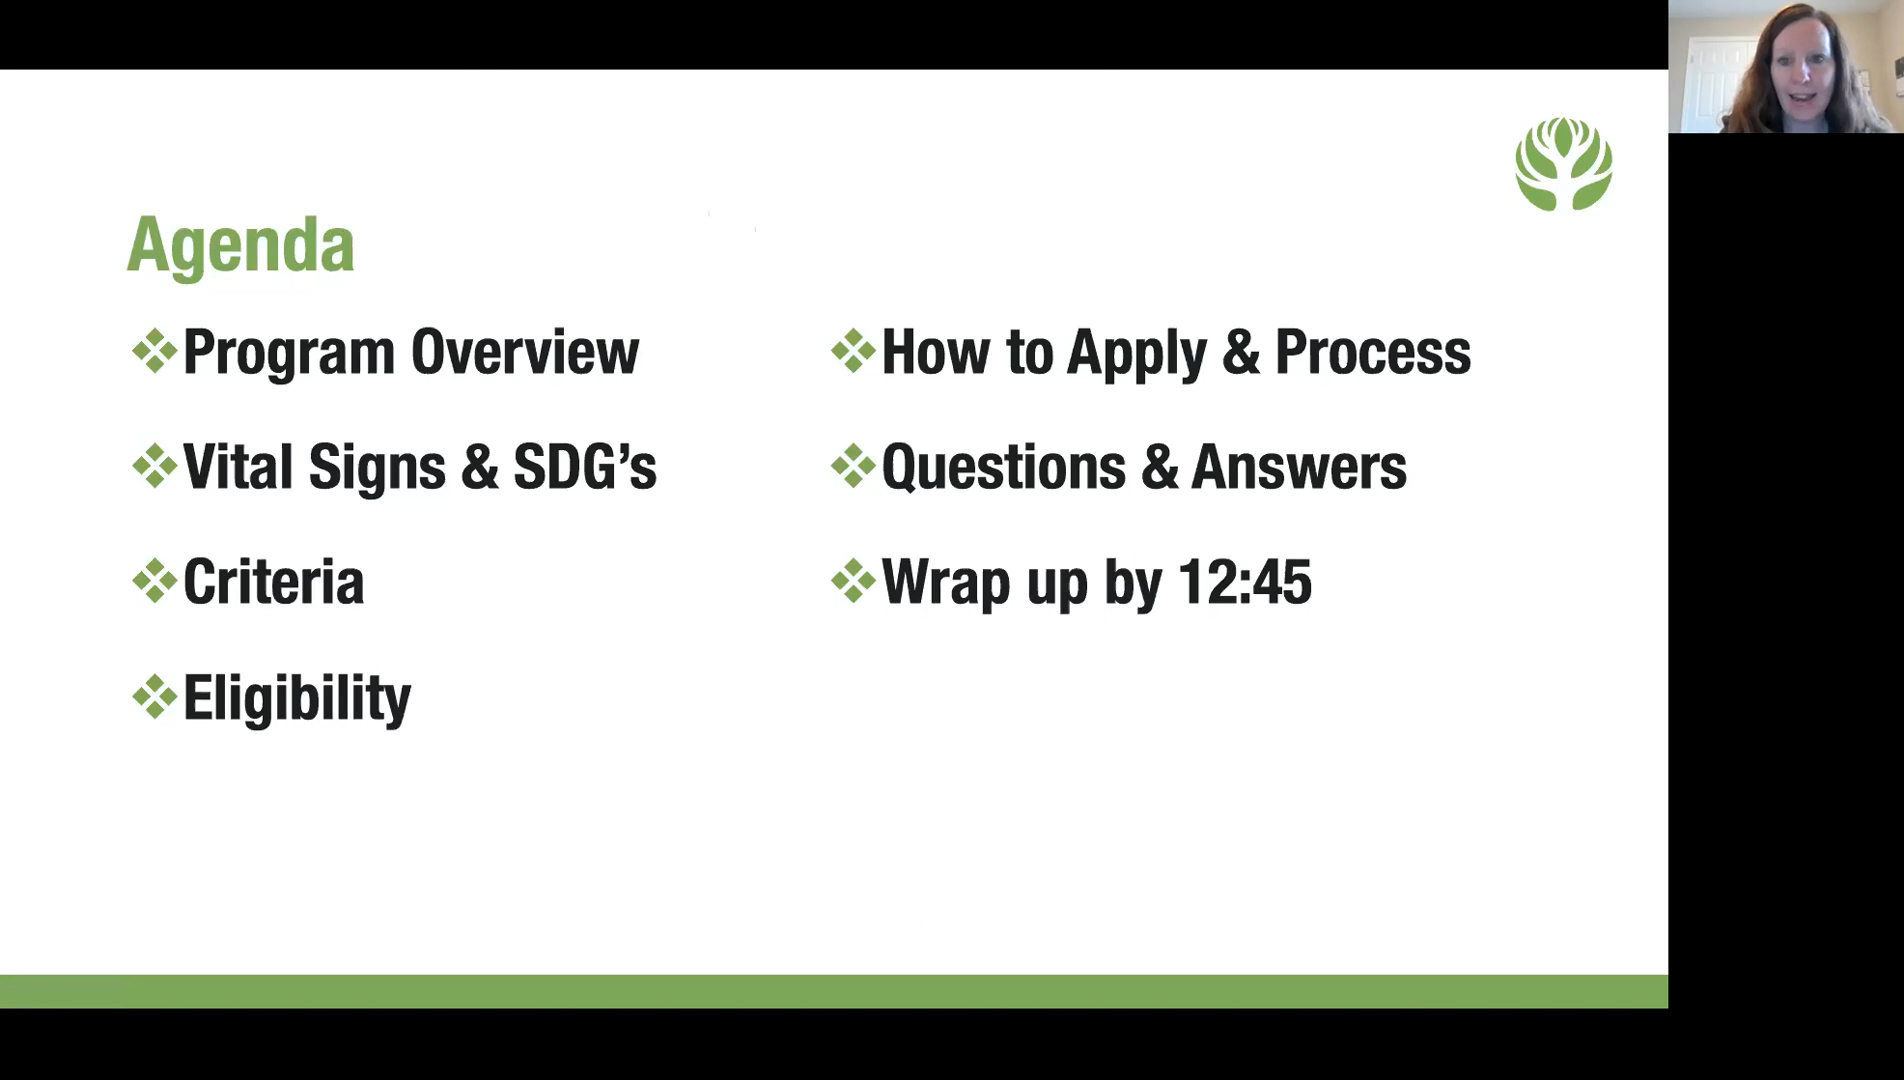 Agenda
Program Overview
Vital Signs & SDG’s
Criteria
Eligibility
How to Apply & Process
Questions & Answers
Wrap up by 12:45